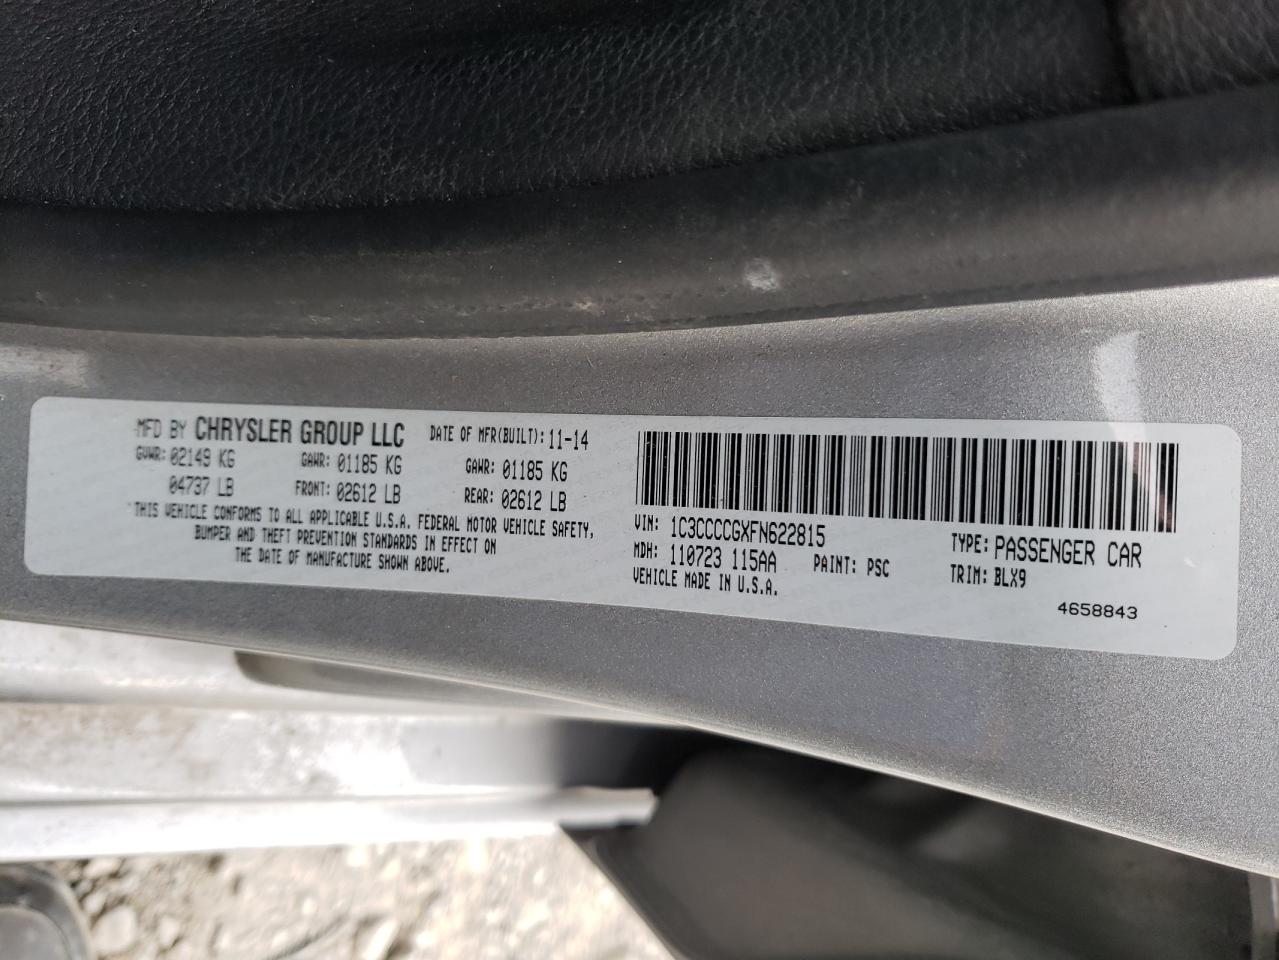 MFD BY CHRYSLER GROUP LLC DATE OF MFR(BUILT): 11-14
GVWR: 02149 KG GAWR: 01185 KG GAWR: 01185 KG
04737 LB FRONT: 02612 LB REAR: 02612 LB
THIS VEHICLE CONFORMS TO ALL APPLICABLE U.S.A. FEDERAL MOTOR VEHICLE SAFETY,
BUMPER AND THEFT PREVENTION STANDARDS IN EFFECT ON
THE DATE OF MANUFACTURE SHOWN ABOVE.
VIN: 1C3CCCCGXFN622815 TYPE: PASSENGER CAR
MDH: 110723 115AA PAINT: PSC TRIM: BLX9
VEHICLE MADE IN U.S.A.
4658843